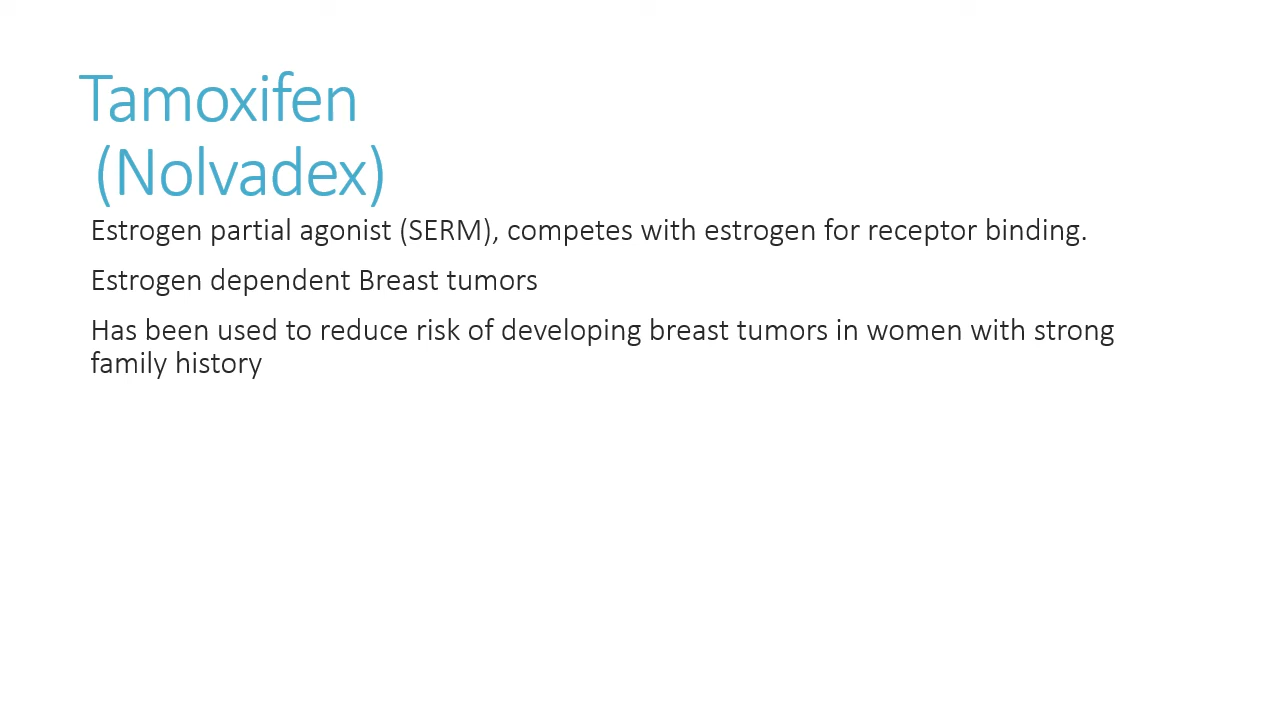 Tamoxifen
(Nolvadex)
Estrogen partial agonist (SERM), competes with estrogen for receptor binding.
Estrogen dependent Breast tumors
Has been used to reduce risk of developing breast tumors in women with strong
family history